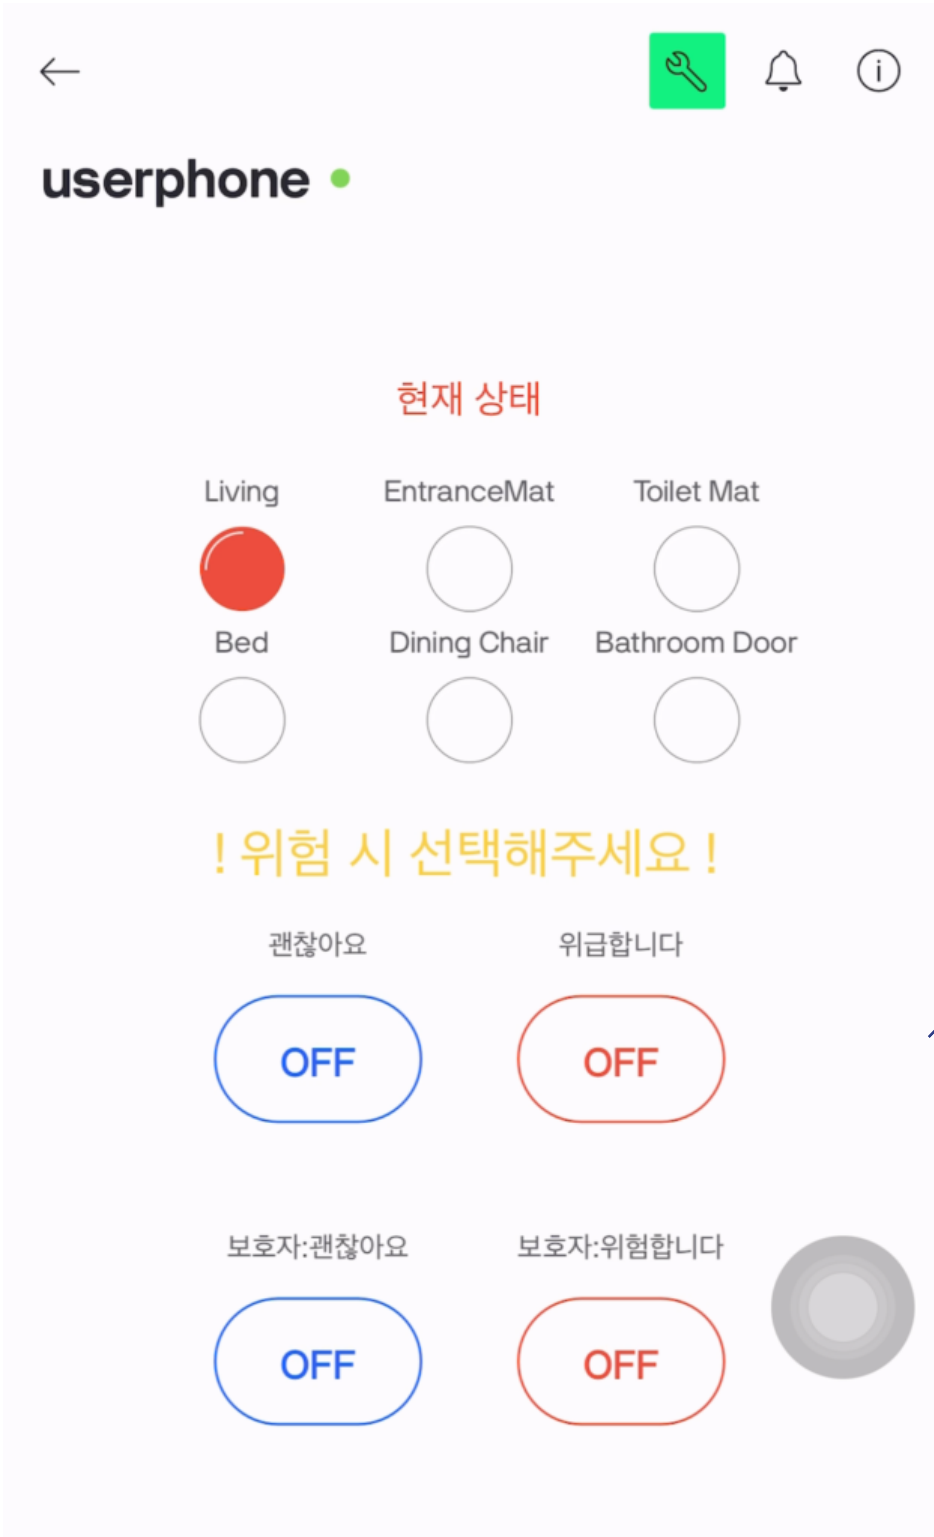 userphone
현재 상태
Living EntranceMat Toilet Mat
Bed Dining Chair Bathroom Door
! 위험 시 선택해주세요 !
괜찮아요 위급합니다
OFF OFF
보호자:괜찮아요 보호자:위험합니다
OFF OFF